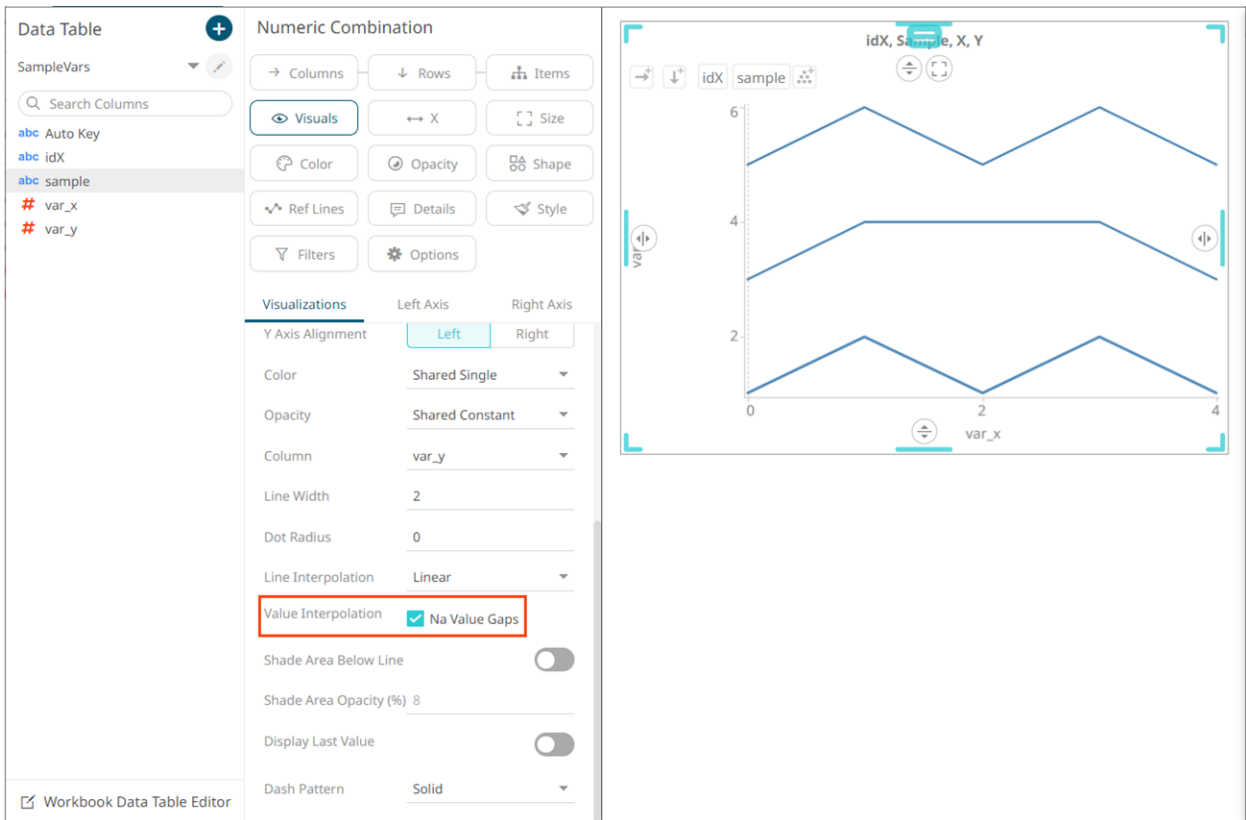 Data Table
SampleVars
Search Columns
abc Auto Key
abc idX
abc sample
# var_x
# var_y
Workbook Data Table Editor
Numeric Combination
Columns
Rows
Items
Visuals
X
Size
Color
Opacity
Shape
Ref Lines
Details
Style
Filters
Options
Visualizations Left Axis Right Axis
Y Axis Alignment Left Right
Color Shared Single
Opacity Shared Constant
Column var_y
Line Width 2
Dot Radius 0
Line Interpolation Linear
Value Interpolation Na Value Gaps
Shade Area Below Line
Shade Area Opacity (%) 8
Display Last Value
Dash Pattern Solid
idX, Sample, X, Y
idX sample
6
4
2
0 2 4
var_x